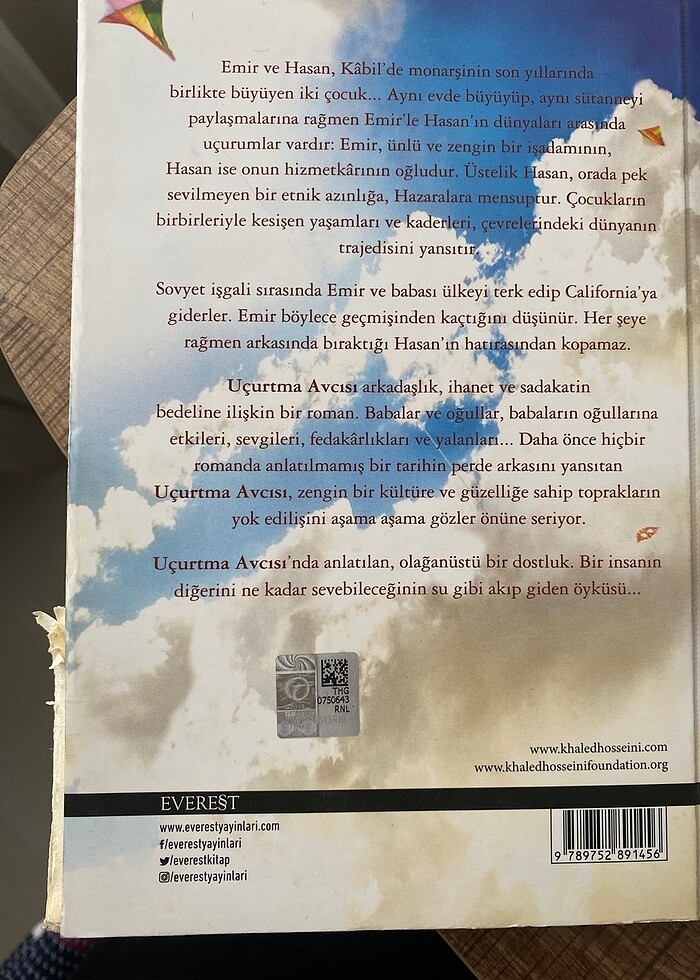 Emir ve Hasan, Kâbil'de monarşinin son yıllarında
birlikte büyüyen iki çocuk... Aynı evde büyüyüp, aynı sütanneyi
paylaşmalarına rağmen Emir'le Hasan'ın dünyaları arasında
uçurumlar vardır: Emir, ünlü ve zengin bir işadamının,
Hasan ise onun hizmetkârının oğludur. Üstelik Hasan, orada pek
sevilmeyen bir etnik azınlığa, Hazaralara mensuptur. Çocukların
birbirleriyle kesişen yaşamları ve kaderleri, çevrelerindeki dünyanın
trajedisini yansıtır.
Sovyet işgali sırasında Emir ve babası ülkeyi terk edip California'ya
giderler. Emir böylece geçmişinden kaçtığını düşünür. Her şeye
rağmen arkasında bıraktığı Hasan'ın hatırasından kopamaz.
Uçurtma Avcısı arkadaşlık, ihanet ve sadakatin
bedeline ilişkin bir roman. Babalar ve oğullar, babaların oğullarına
etkileri, sevgileri, fedakârlıkları ve yalanları... Daha önce hiçbir
romanda anlatılmamış bir tarihin perde arkasını yansıtan
Uçurtma Avcısı, zengin bir kültüre ve güzelliğe sahip toprakların
yok edilişini aşama aşama gözler önüne seriyor.
Uçurtma Avcısı'nda anlatılan, olağanüstü bir dostluk. Bir insanın
diğerini ne kadar sevebileceğinin su gibi akıp giden öyküsü...
THG
0750643
RNL
www.khaledhosseini.com
www.khaledhosseinifoundation.org
EVEREST
www.everestyayinlari.com
f/everestyayinlari
/everestkitap
/everestyayinlari
9 789752 891456